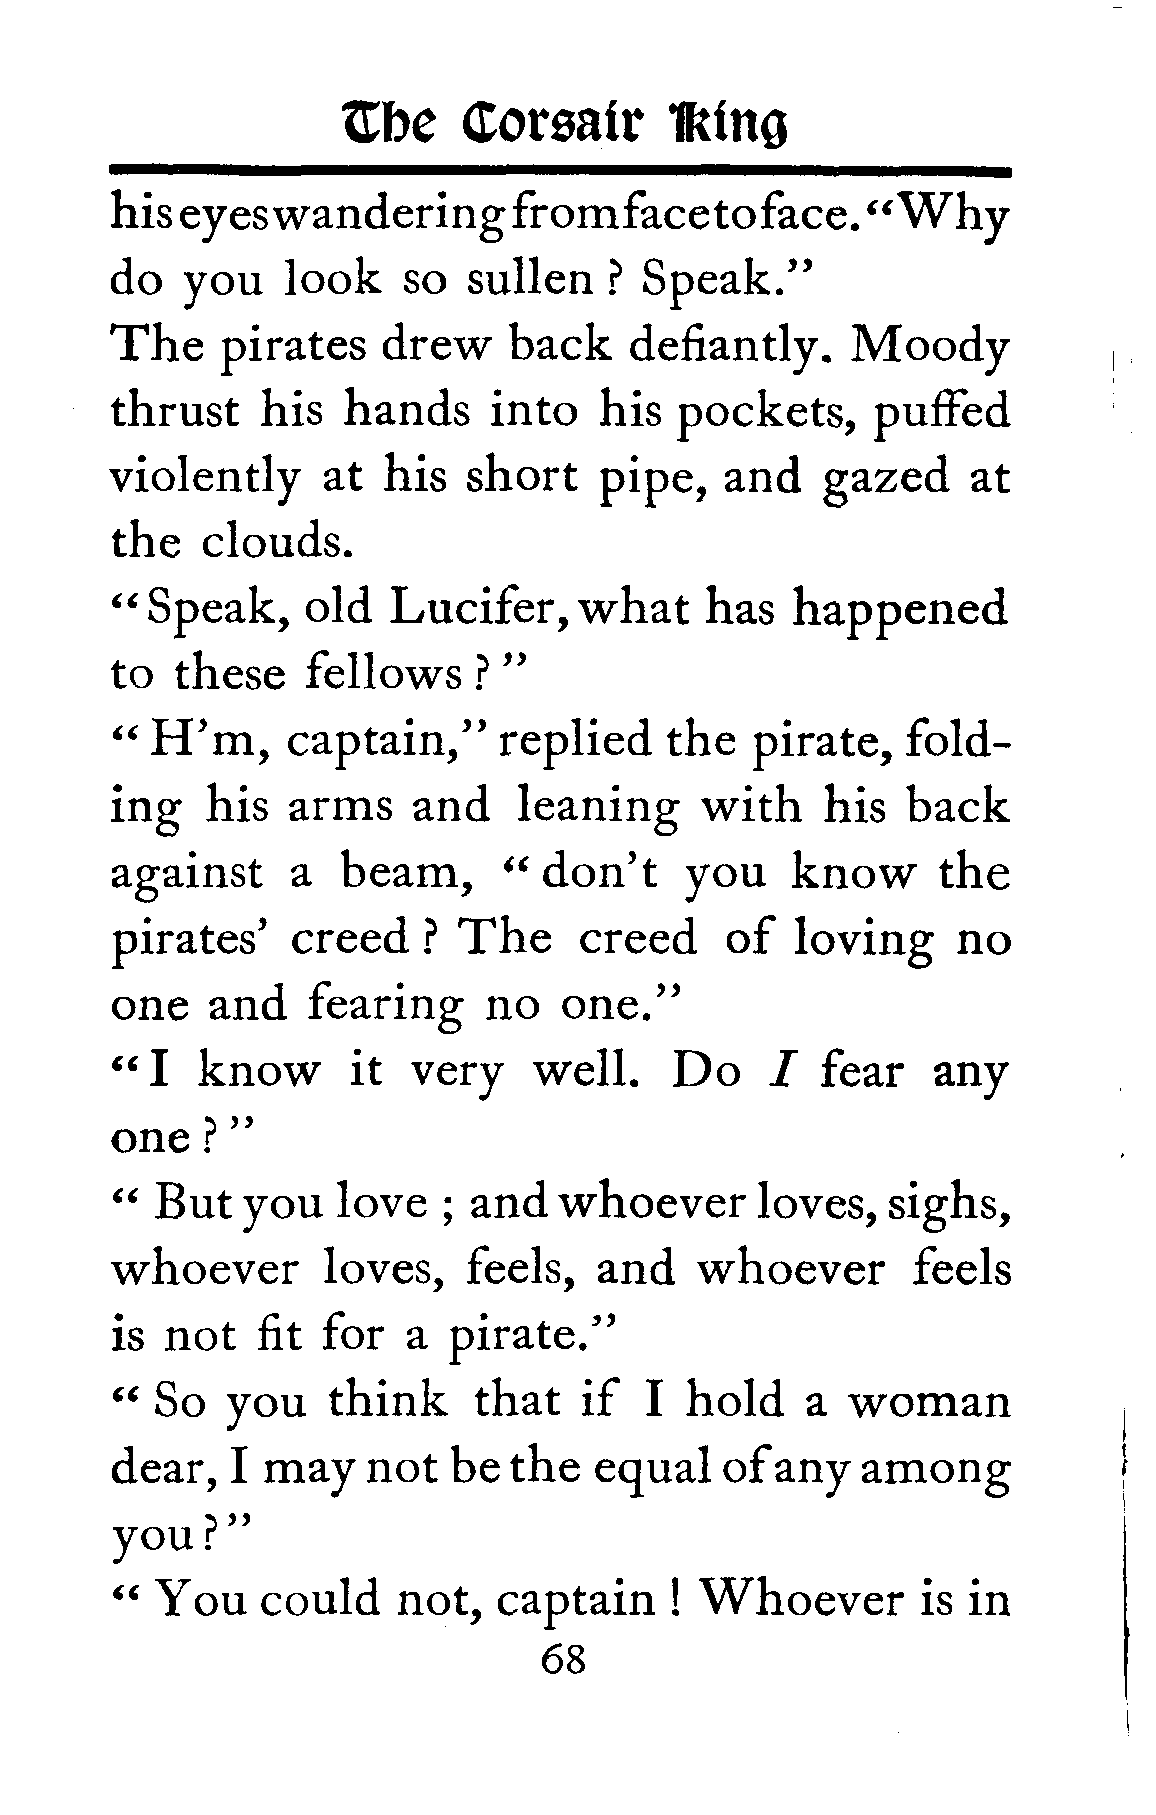 The Corsair King
his eyes wandering from face to face. “Why
do you look so sullen ? Speak.”
The pirates drew back defiantly. Moody
thrust his hands into his pockets, puffed
violently at his short pipe, and gazed at
the clouds.
“Speak, old Lucifer, what has happened
to these fellows ? ”
“ H’m, captain,” replied the pirate, fold-
ing his arms and leaning with his back
against a beam, “ don’t you know the
pirates’ creed ? The creed of loving no
one and fearing no one.”
“I know it very well. Do I fear any
one ? ”
“ But you love ; and whoever loves, sighs,
whoever loves, feels, and whoever feels
is not fit for a pirate.”
“ So you think that if I hold a woman
dear, I may not be the equal of any among
you ? ”
“ You could not, captain ! Whoever is in
68